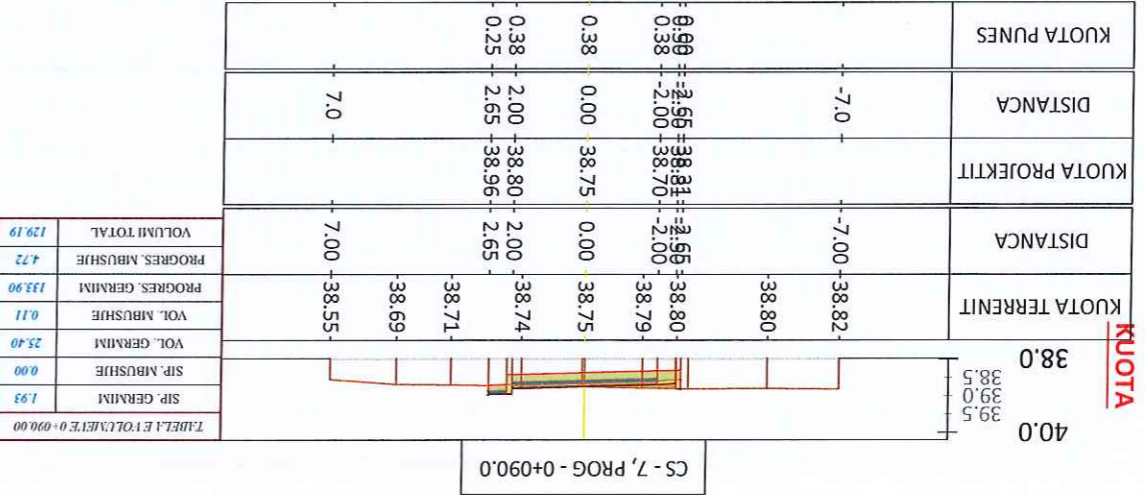 CS - 7, PROG - 0+090.0
KUOTA
40.0
39.5
39.0
38.5
38.0
TABELA E VOLUMEVE 0+090.00
SIP. GERMIM 1.93
SIP. MBUSHJE 0.00
VOL. GERMIM 25.40
VOL. MBUSHJE 0.11
PROGRES. GERMIM 133.90
PROGRES. MBUSHJE 4.72
VOLUMI TOTAL 129.19
KUOTA TERRENIT 38.82 38.80 38.80 38.79 38.75 38.74 38.71 38.69 38.55
DISTANCA -7.00 -2.00 0.00 2.00 2.65 7.00
KUOTA PROJEKTIT 38.70 38.75 38.80 38.96
DISTANCA -7.0 -2.00 0.00 2.00 2.65 7.0
KUOTA PUNES 0.38 0.38 0.38 0.25